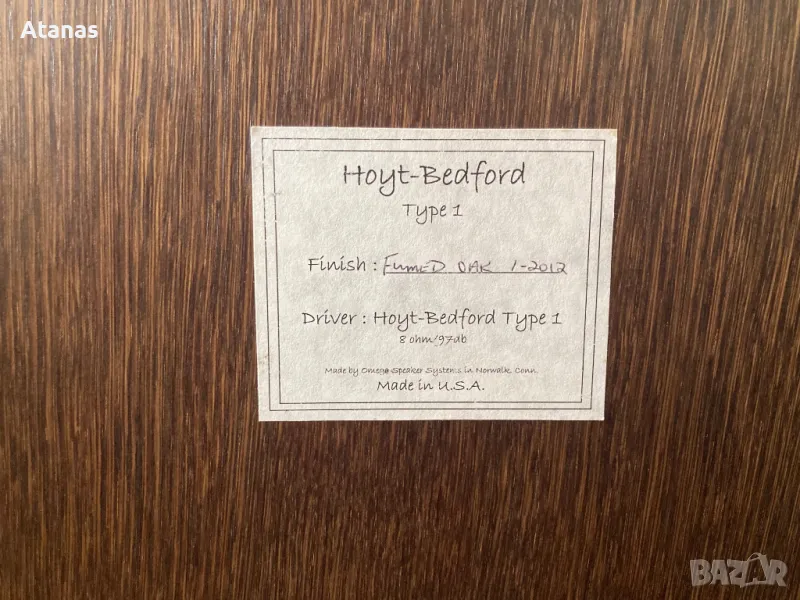 Atanas
Hoyt-Bedford
Type 1
Finish : FUMED OAK 1-2012
Driver : Hoyt-Bedford Type 1
8 ohm/97db
Made by Omega Speaker Systems in Norwalk, Conn.
Made in U.S.A.
BAZAR